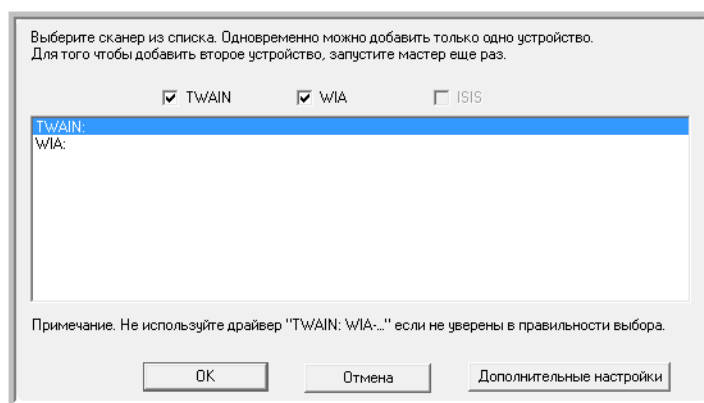 Выберите сканер из списка. Одновременно можно добавить только одно устройство.
Для того чтобы добавить второе устройство, запустите мастер еще раз.
TWAIN WIA ISIS
TWAIN:
WIA:
Примечание. Не используйте драйвер "TWAIN: WIA-..." если не уверены в правильности выбора.
OK Отмена Дополнительные настройки